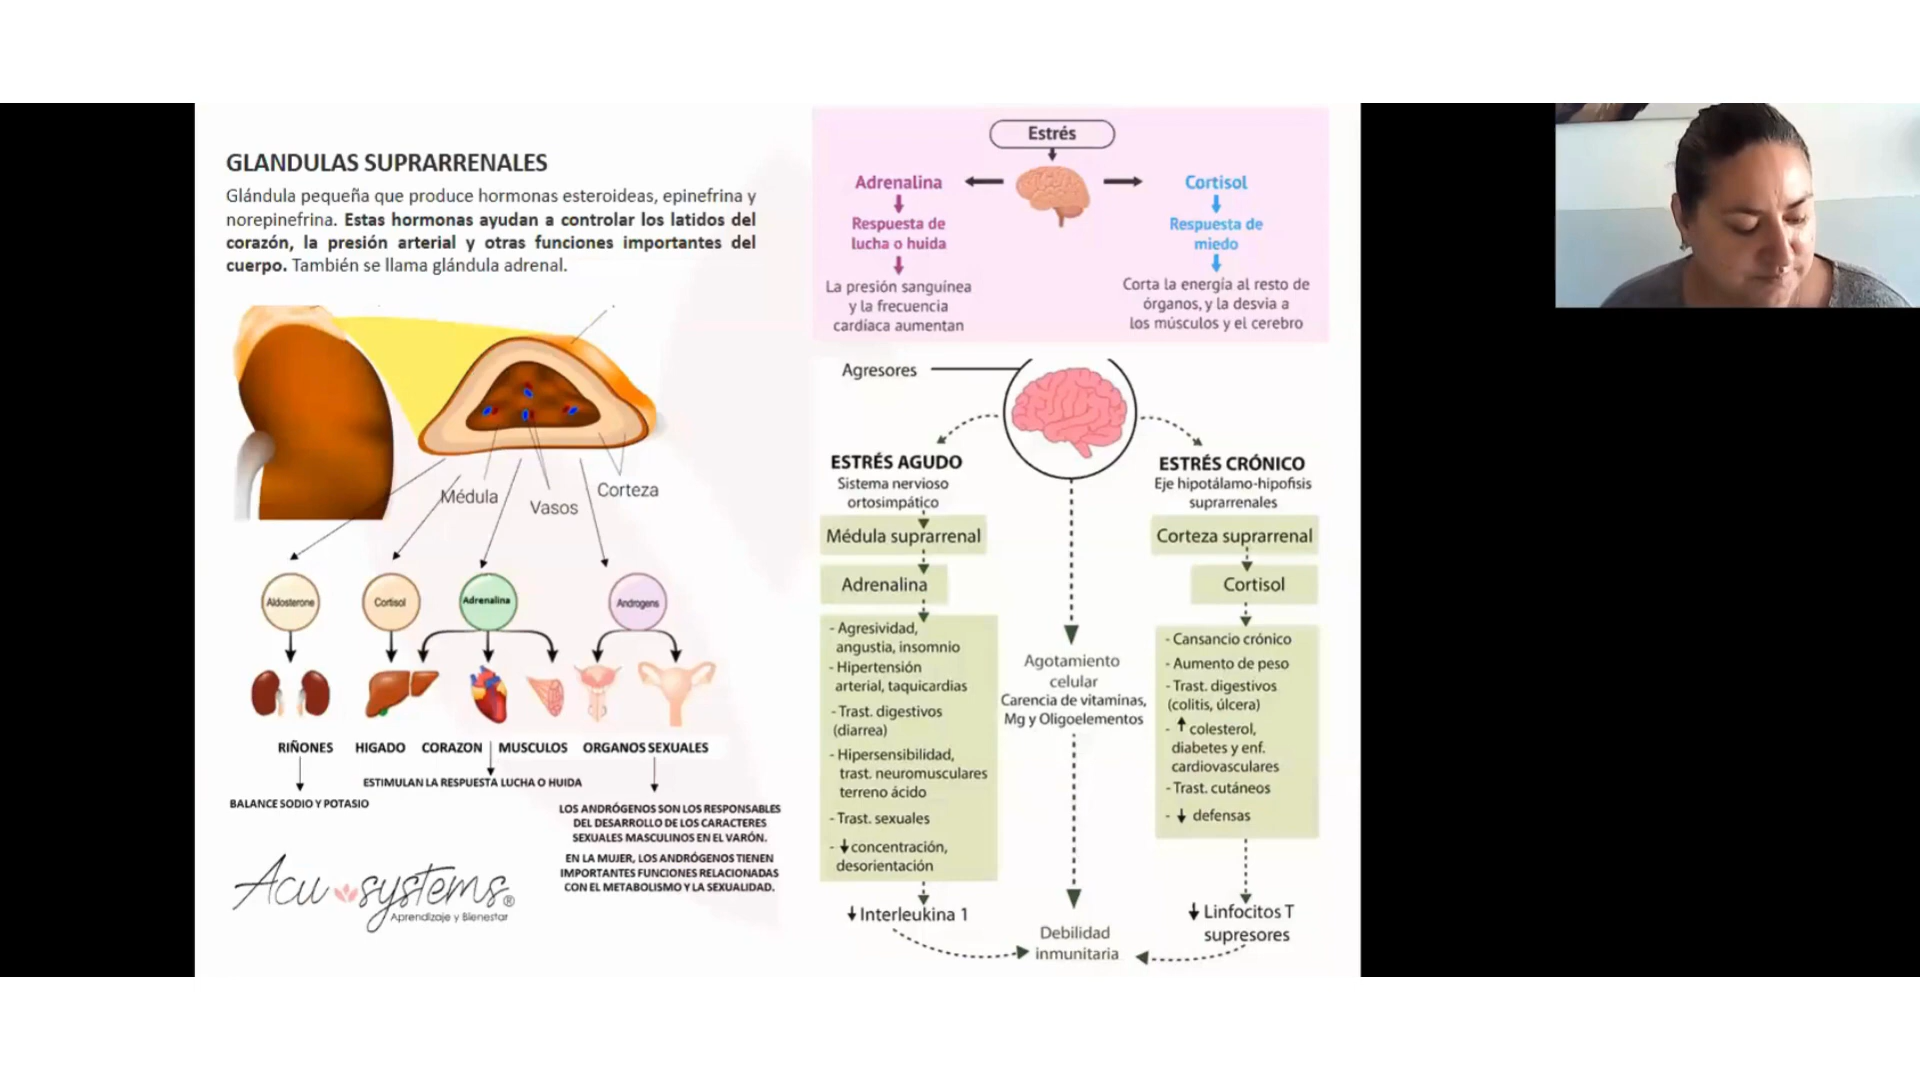 GLANDULAS SUPRARRENALES
Glándula pequeña que produce hormonas esteroideas, epinefrina y
norepinefrina. Estas hormonas ayudan a controlar los latidos del
corazón, la presión arterial y otras funciones importantes del
cuerpo. También se llama glándula adrenal.
Médula
Vasos
Corteza
Aldosterone
Cortisol
Adrenalina
Androgens
RIÑONES
HIGADO
CORAZON
MUSCULOS
ORGANOS SEXUALES
ESTIMULAN LA RESPUESTA LUCHA O HUIDA
BALANCE SODIO Y POTASIO
LOS ANDRÓGENOS SON LOS RESPONSABLES
DEL DESARROLLO DE LOS CARACTERES
SEXUALES MASCULINOS EN EL VARÓN.
EN LA MUJER, LOS ANDRÓGENOS TIENEN
IMPORTANTES FUNCIONES RELACIONADAS
CON EL METABOLISMO Y LA SEXUALIDAD.
Acu systems®
Aprendizaje y Bienestar
Estrés
Adrenalina
Respuesta de
lucha o huida
La presión sanguínea
y la frecuencia
cardíaca aumentan
Cortisol
Respuesta de
miedo
Corta la energía al resto de
órganos, y la desvía a
los músculos y el cerebro
Agresores
ESTRÉS AGUDO
Sistema nervioso
ortosimpático
Médula suprarrenal
Adrenalina
- Agresividad,
angustia, insomnio
- Hipertensión
arterial, taquicardias
- Trast. digestivos
(diarrea)
- Hipersensibilidad,
trast. neuromusculares
terreno ácido
- Trast. sexuales
- ↓concentración,
desorientación
↓Interleukina 1
Agotamiento
celular
Carencia de vitaminas,
Mg y Oligoelementos
Debilidad
inmunitaria
ESTRÉS CRÓNICO
Eje hipotálamo-hipofisis
suprarrenales
Corteza suprarrenal
Cortisol
- Cansancio crónico
- Aumento de peso
- Trast. digestivos
(colitis, úlcera)
- ↑ colesterol,
diabetes y enf.
cardiovasculares
- Trast. cutáneos
- ↓ defensas
↓ Linfocitos T
supresores